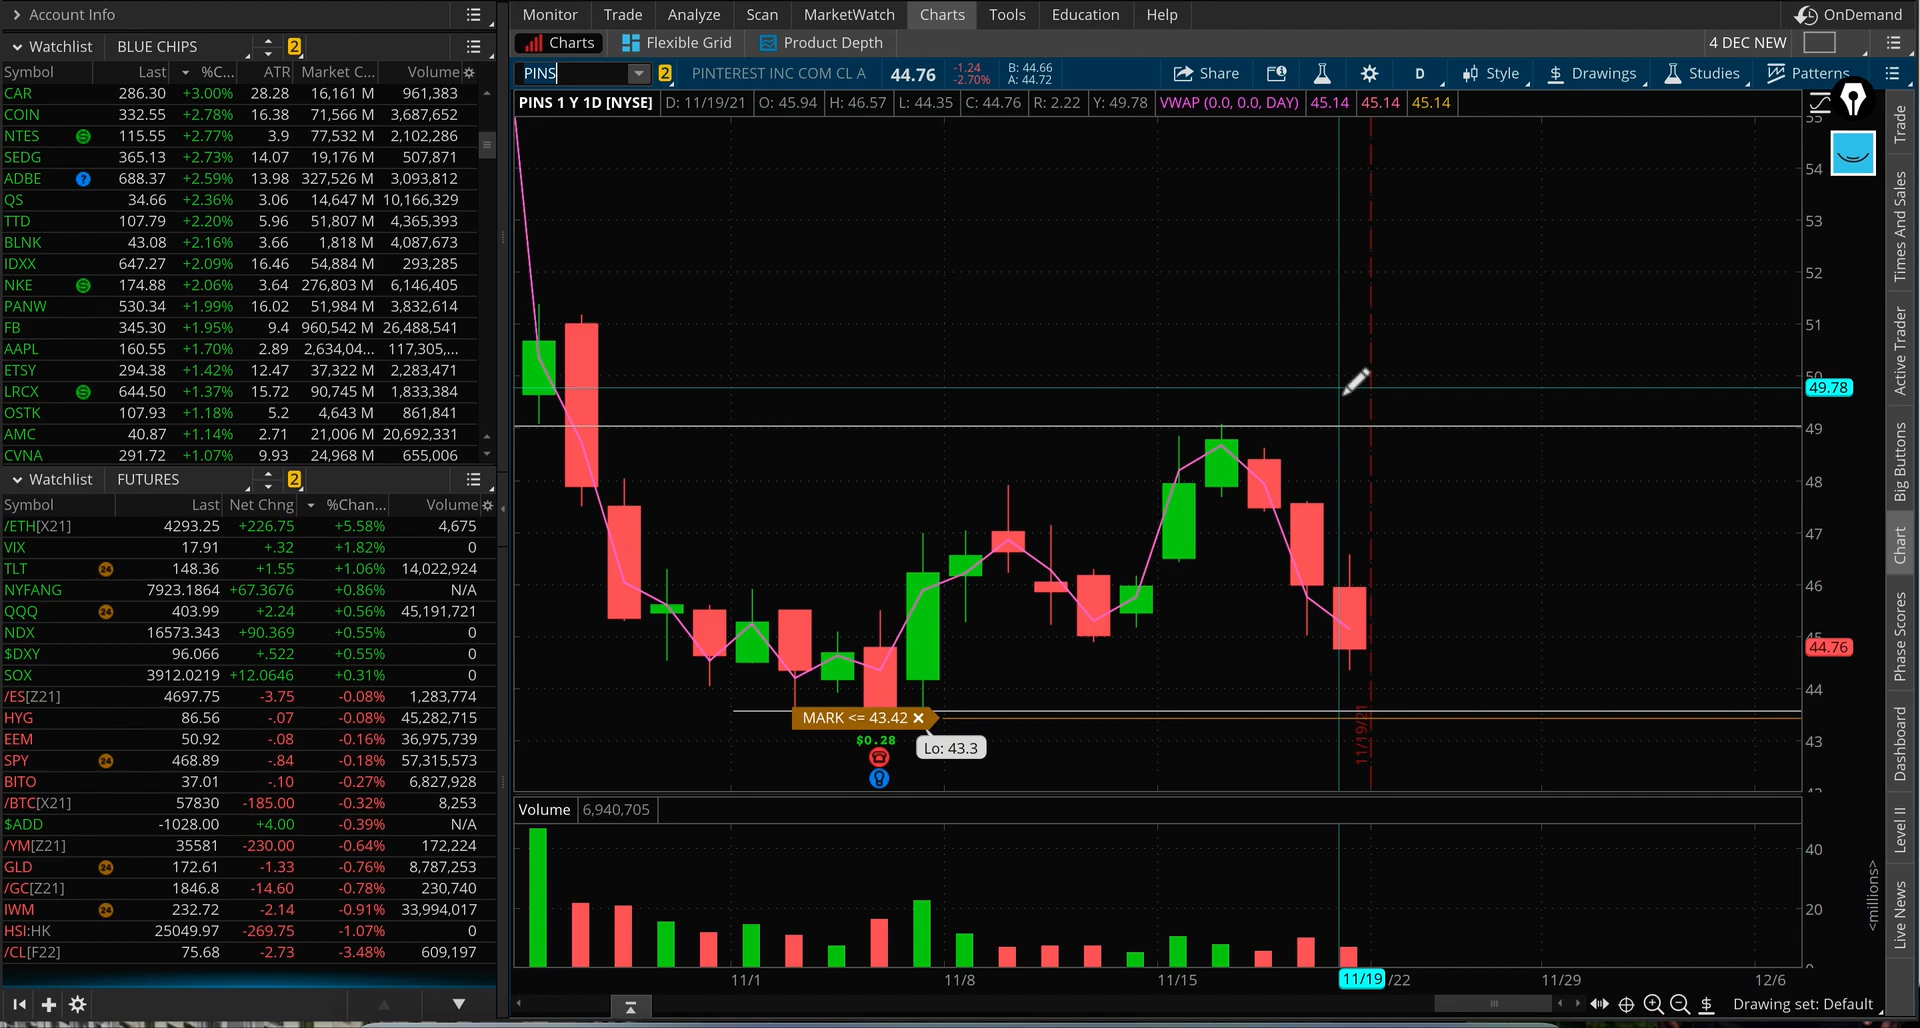 Account Info
Monitor Trade Analyze Scan MarketWatch Charts Tools Education Help OnDemand
Watchlist BLUE CHIPS 2
Charts Flexible Grid Product Depth 4 DEC NEW
Symbol Last %C... ATR Market C... Volume
PINS 2 PINTEREST INC COM CL A 44.76 -1.24 -2.70% B: 44.66 A: 44.72 Share D Style Drawings Studies Patterns
PINS 1 Y 1D [NYSE] D: 11/19/21 O: 45.94 H: 46.57 L: 44.35 C: 44.76 R: 2.22 Y: 49.78 VWAP (0.0, 0.0, DAY) 45.14 45.14 45.14
CAR 286.30 +3.00% 28.28 16,161 M 961,383
COIN 332.55 +2.78% 16.38 71,566 M 3,687,652
NTES 115.55 +2.77% 3.9 77,532 M 2,102,286
SEDG 365.13 +2.73% 14.07 19,176 M 507,871
ADBE 688.37 +2.59% 13.98 327,526 M 3,093,812
QS 34.66 +2.36% 3.06 14,647 M 10,166,329
TTD 107.79 +2.20% 5.96 51,807 M 4,365,393
BLNK 43.08 +2.16% 3.66 1,818 M 4,087,673
IDXX 647.27 +2.09% 16.46 54,884 M 293,285
NKE 174.88 +2.06% 3.64 276,803 M 6,146,405
PANW 530.34 +1.99% 16.02 51,984 M 3,832,614
FB 345.30 +1.95% 9.4 960,542 M 26,488,541
AAPL 160.55 +1.70% 2.89 2,634,04... 117,305,...
ETSY 294.38 +1.42% 12.47 37,322 M 2,283,471
LRCX 644.50 +1.37% 15.72 90,745 M 1,833,384
OSTK 107.93 +1.18% 5.2 4,643 M 861,841
AMC 40.87 +1.14% 2.71 21,006 M 20,692,331
CVNA 291.72 +1.07% 9.93 24,968 M 655,006
Watchlist FUTURES 2
Symbol Last Net Chng %Chan... Volume
/ETH[X21] 4293.25 +226.75 +5.58% 4,675
VIX 17.91 +.32 +1.82% 0
TLT 24 148.36 +1.55 +1.06% 14,022,924
NYFANG 7923.1864 +67.3676 +0.86% N/A
QQQ 24 403.99 +2.24 +0.56% 45,191,721
NDX 16573.343 +90.369 +0.55% 0
$DXY 96.066 +.522 +0.55% 0
SOX 3912.0219 +12.0646 +0.31% 0
/ES[Z21] 4697.75 -3.75 -0.08% 1,283,774
HYG 86.56 -.07 -0.08% 45,282,715
EEM 50.92 -.08 -0.16% 36,975,739
SPY 24 468.89 -.84 -0.18% 57,315,573
BITO 37.01 -.10 -0.27% 6,827,928
/BTC[X21] 57830 -185.00 -0.32% 8,253
$ADD -1028.00 +4.00 -0.39% N/A
/YM[Z21] 35581 -230.00 -0.64% 172,224
GLD 24 172.61 -1.33 -0.76% 8,787,253
/GC[Z21] 1846.8 -14.60 -0.78% 230,740
IWM 24 232.72 -2.14 -0.91% 33,994,017
HSI:HK 25049.97 -269.75 -1.07% 0
/CL[F22] 75.68 -2.73 -3.48% 609,197
55
54
53
52
51
50
49.78
49
48
47
46
45
44.76
44
43
MARK <= 43.42
$0.28
Lo: 43.3
11/19/21
Volume 6,940,705
40
20
0
<millions>
11/1 11/8 11/15 11/19 /22 11/29 12/6
Drawing set: Default
Trade
Times And Sales
Active Trader
Big Buttons
Chart
Phase Scores
Dashboard
Level II
Live News